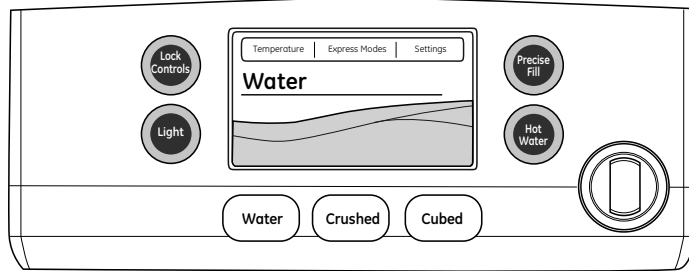 Lock
Controls
Light
Temperature Express Modes Settings
Water
Precise
Fill
Hot
Water
Water Crushed Cubed